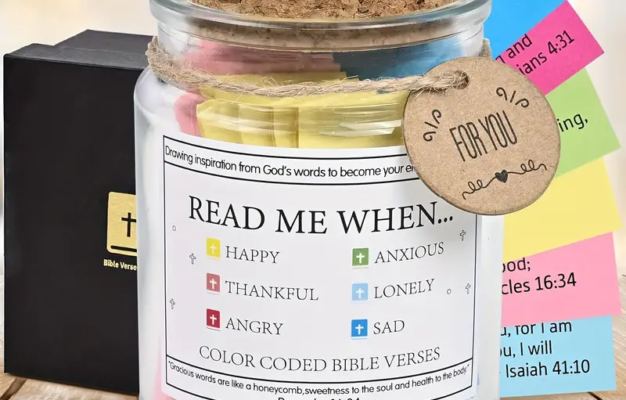 and
ians 4:31
FOR YOU
ing,
Drawing inspiration from God's words to become your
READ ME WHEN...
HAPPY
ANXIOUS
THANKFUL
LONELY
ANGRY
SAD
COLOR CODED BIBLE VERSES
"Gracious words are like a honeycomb,sweetness to the soul and health to the body."
Bible Verse
ood;
cles 16:34
, for I am
u, I will
Isaiah 41:10